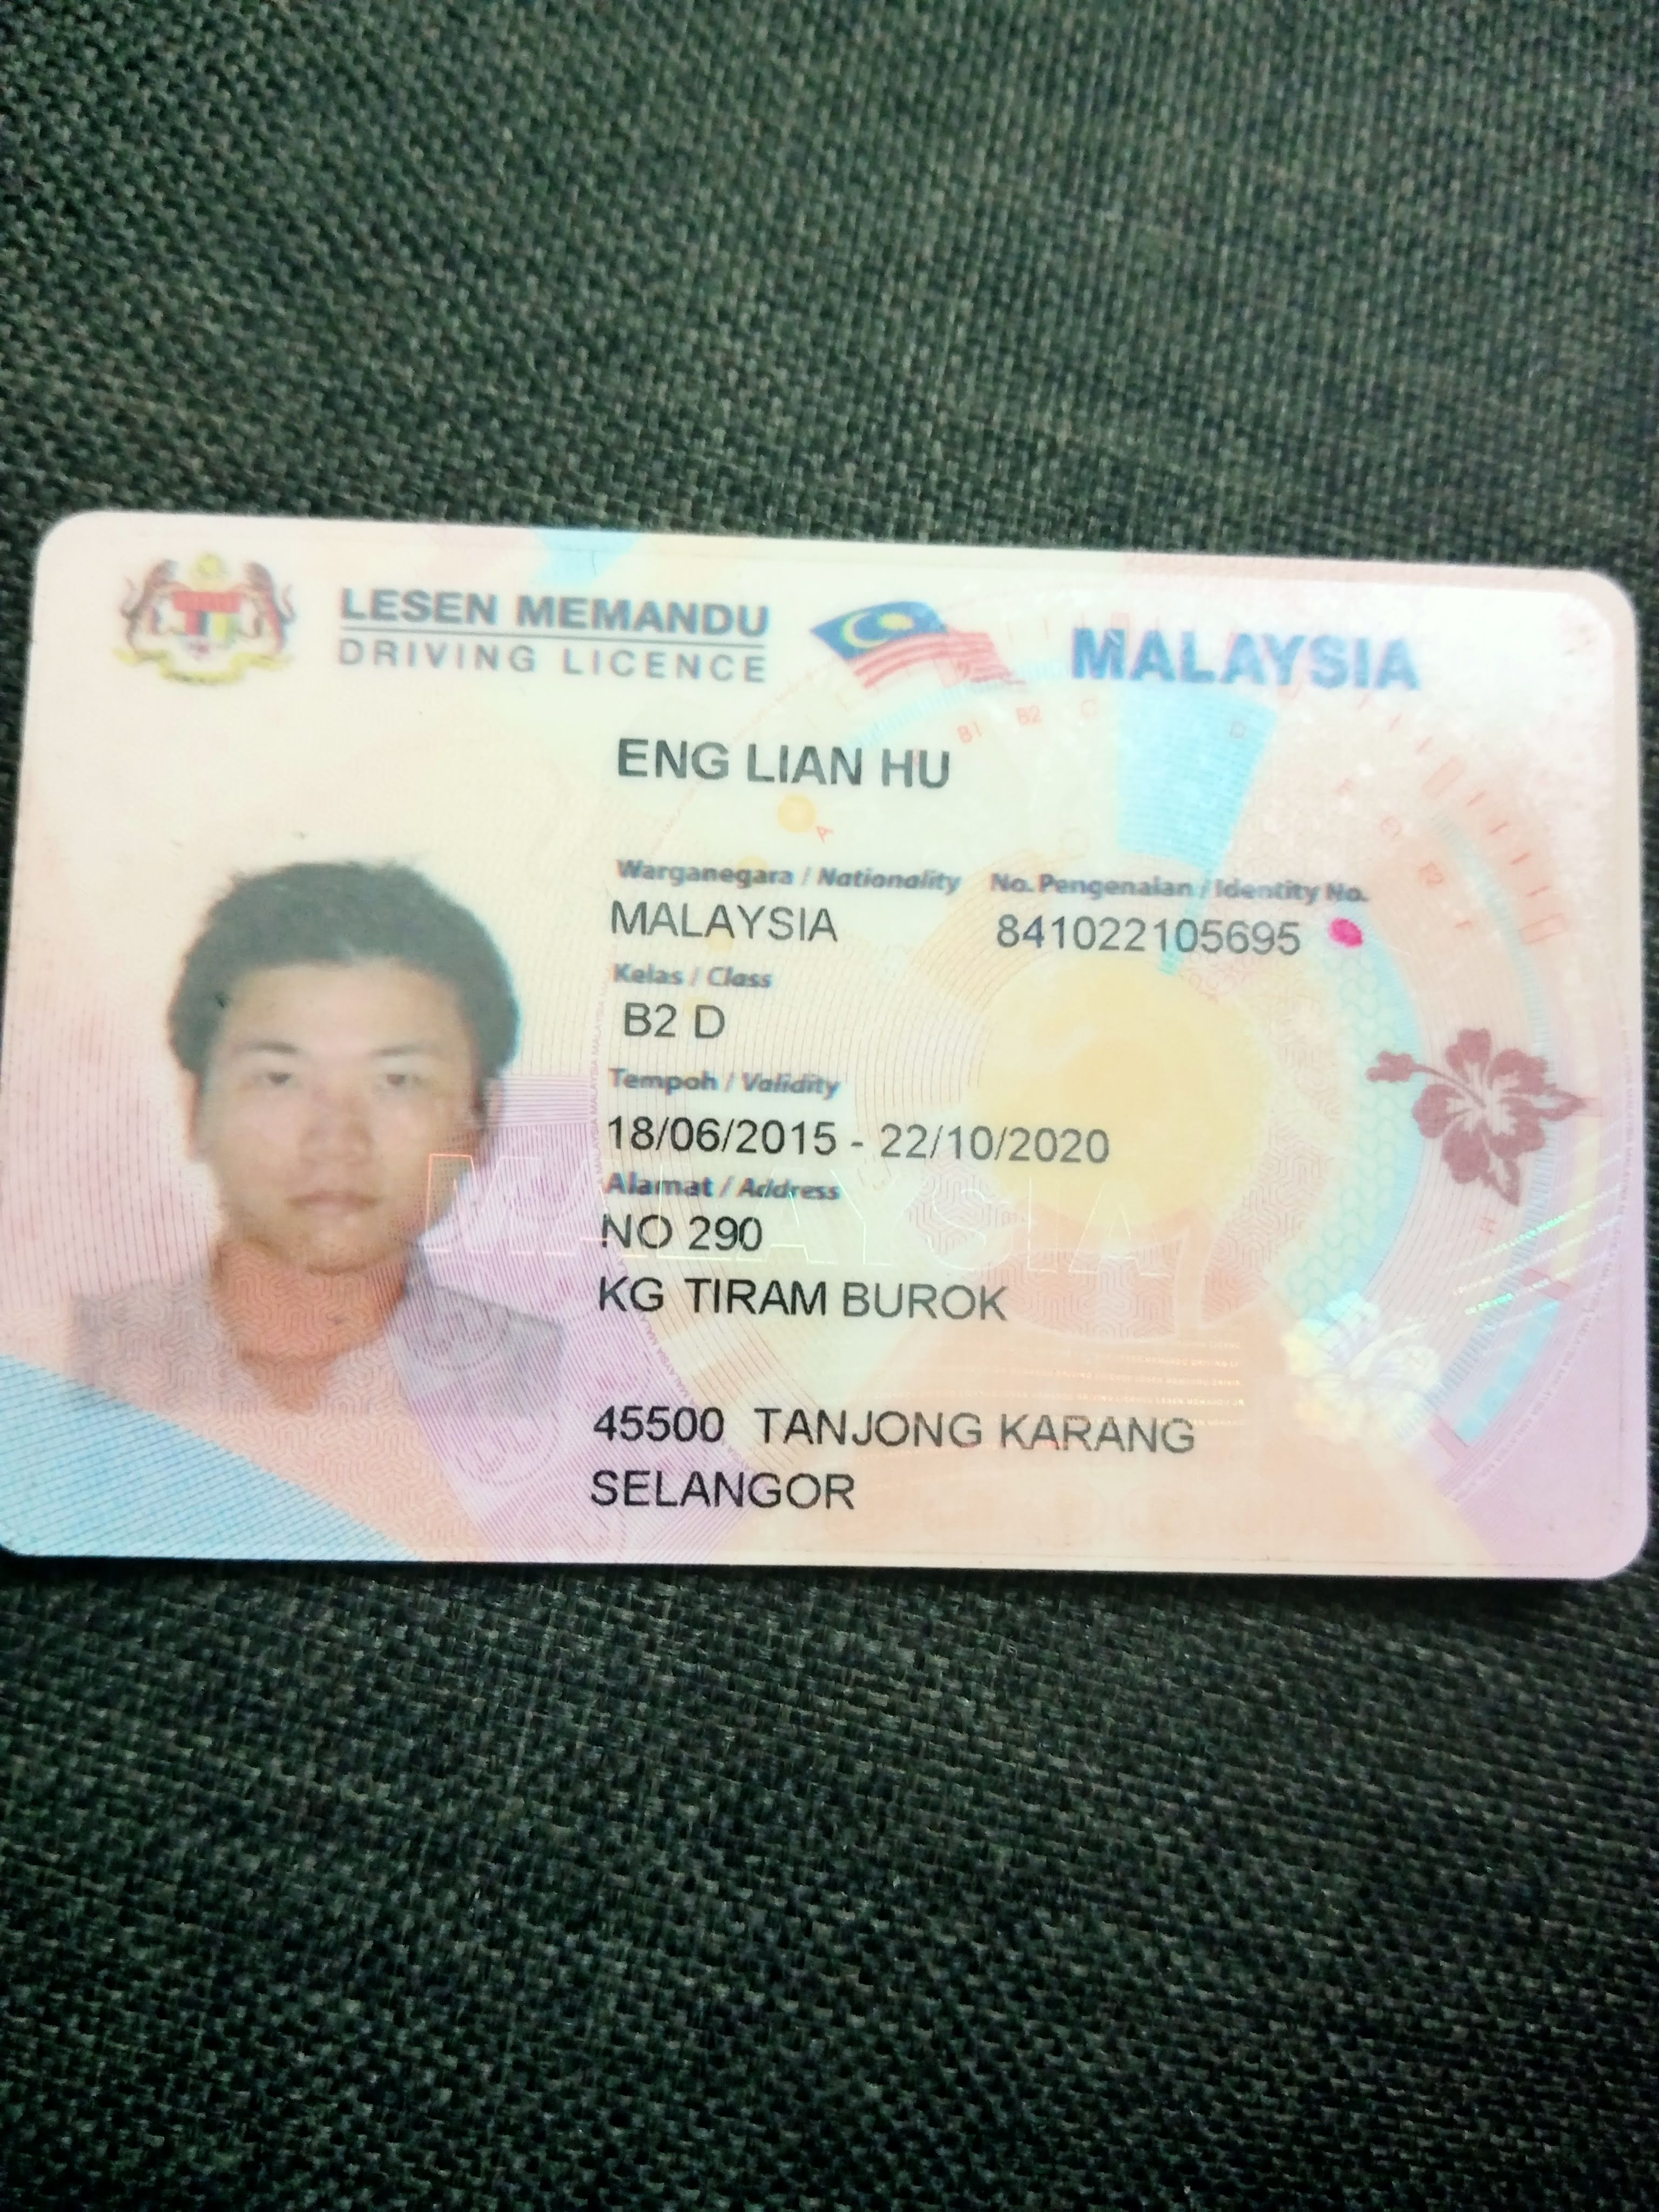 LESEN MEMANDU
DRIVING LICENCE
MALAYSIA
ENG LIAN HU
Warganegara / Nationality No. Pengenalan / Identity No.
MALAYSIA 841022105695
Kelas / Class
B2 D
Tempoh / Validity
18/06/2015 - 22/10/2020
Alamat / Address
NO 290
KG TIRAM BUROK
45500 TANJONG KARANG
SELANGOR
MALAYSIA
B1 B2 C D
A